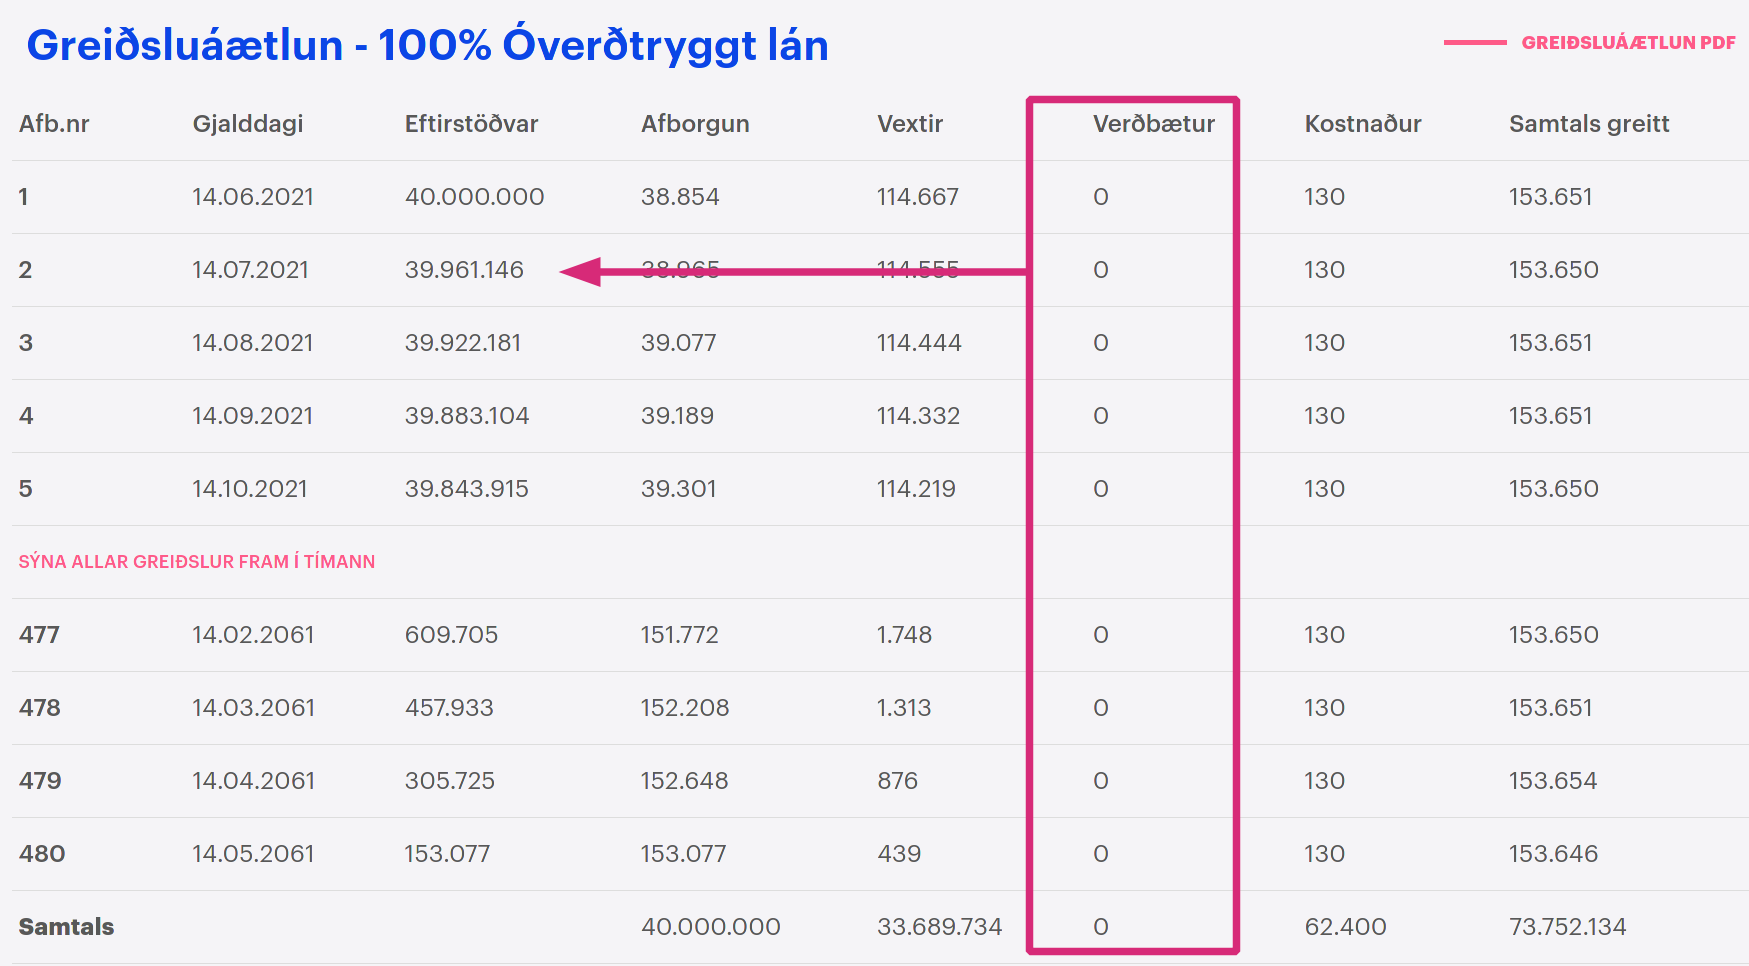 Greiðsluáætlun - 100% Óverðtryggt lán
GREIÐSLUÁÆTLUN PDF
Afb.nr Gjalddagi Eftirstöðvar Afborgun Vextir Verðbætur Kostnaður Samtals greitt
1 14.06.2021 40.000.000 38.854 114.667 0 130 153.651
2 14.07.2021 39.961.146 38.965 114.555 0 130 153.650
3 14.08.2021 39.922.181 39.077 114.444 0 130 153.651
4 14.09.2021 39.883.104 39.189 114.332 0 130 153.651
5 14.10.2021 39.843.915 39.301 114.219 0 130 153.650
SÝNA ALLAR GREIÐSLUR FRAM Í TÍMANN
477 14.02.2061 609.705 151.772 1.748 0 130 153.650
478 14.03.2061 457.933 152.208 1.313 0 130 153.651
479 14.04.2061 305.725 152.648 876 0 130 153.654
480 14.05.2061 153.077 153.077 439 0 130 153.646
Samtals 40.000.000 33.689.734 0 62.400 73.752.134